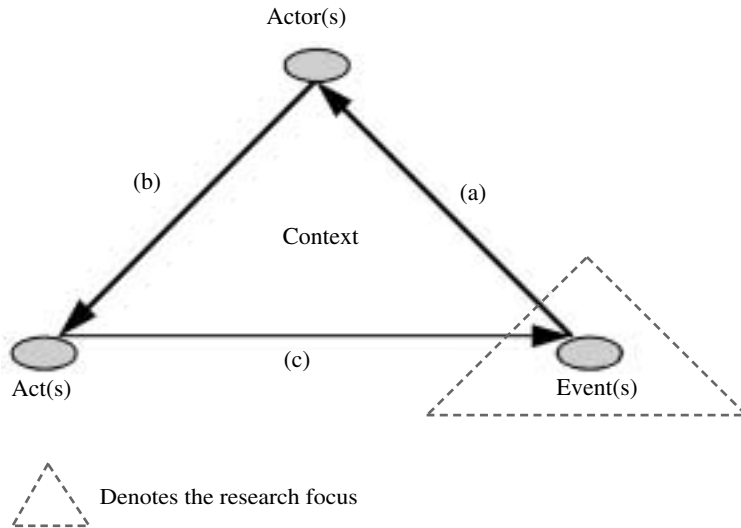 Actor(s)
(b)
(a)
Context
(c)
Act(s)
Event(s)
Denotes the research focus